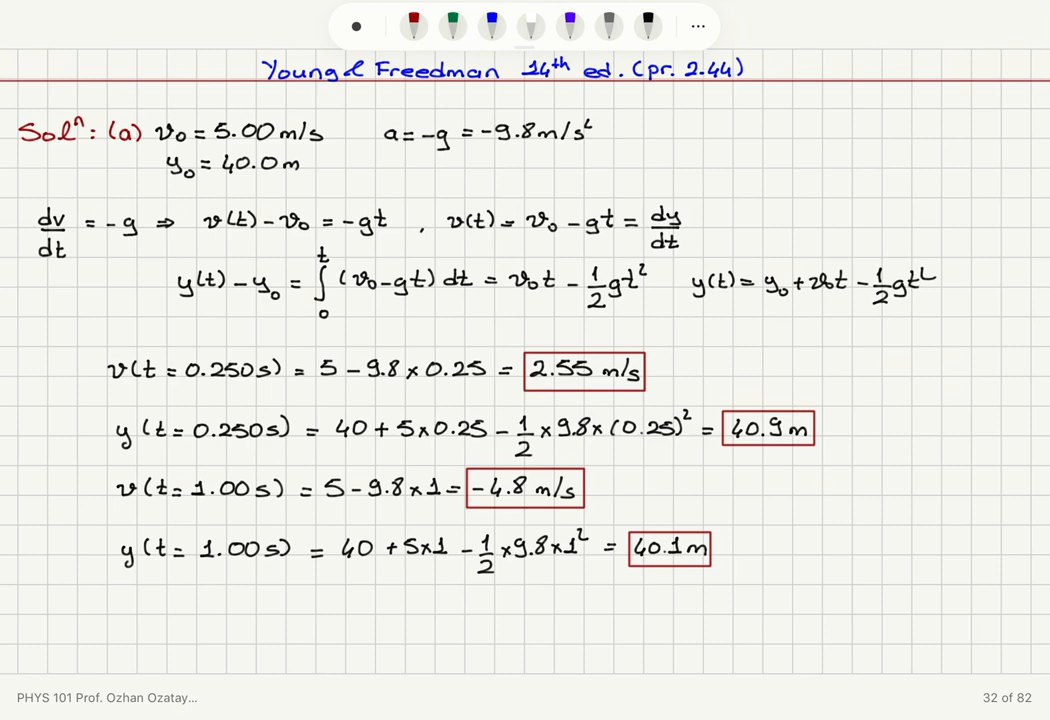 Young & Freedman 14th ed. (pr. 2.44)
Solⁿ: (a) v₀ = 5.00 m/s a = -g = -9.8 m/s²
y₀ = 40.0 m
dv/dt = -g ⇒ v(t) - v₀ = -gt , v(t) = v₀ - gt = dy/dt
y(t) - y₀ = ∫₀ᵗ (v₀ - gt) dt = v₀t - 1/2 gt² y(t) = y₀ + v₀t - 1/2 gt²
v(t = 0.250s) = 5 - 9.8 × 0.25 = 2.55 m/s
y(t = 0.250s) = 40 + 5×0.25 - 1/2 × 9.8 × (0.25)² = 40.9 m
v(t = 1.00s) = 5 - 9.8 × 1 = -4.8 m/s
y(t = 1.00s) = 40 + 5×1 - 1/2 × 9.8 × 1² = 40.1 m
PHYS 101 Prof. Ozhan Ozatay... 32 of 82